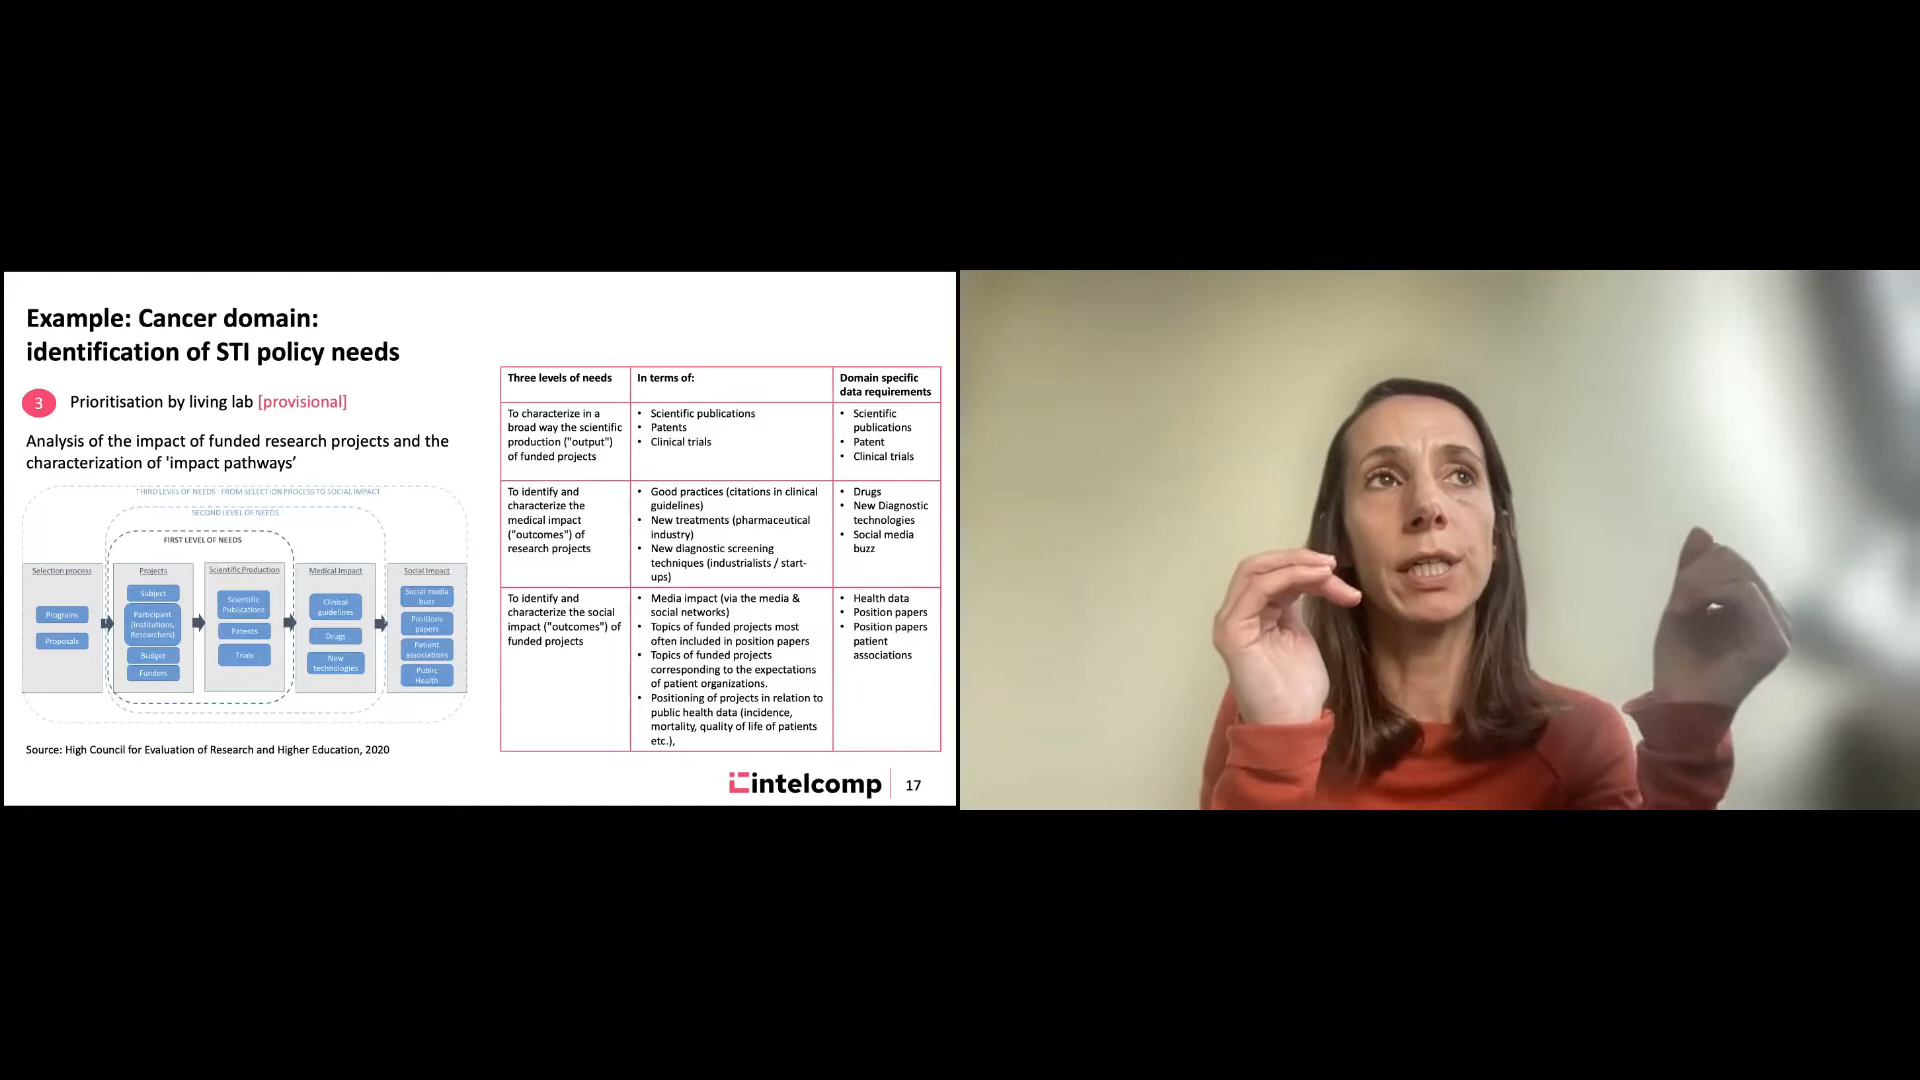 Example: Cancer domain:
identification of STI policy needs
3
Prioritisation by living lab [provisional]
Analysis of the impact of funded research projects and the
characterization of 'impact pathways’
THIRD LEVEL OF NEEDS : FROM SELECTION PROCESS TO SOCIAL IMPACT
SECOND LEVEL OF NEEDS
FIRST LEVEL OF NEEDS
Selection process
Programs
Proposals
Projects
Subject
Participant
(Institutions,
Researchers)
Budget
Funders
Scientific Production
Scientific
Publications
Patents
Trials
Medical Impact
Clinical
guidelines
Drugs
New
technologies
Social Impact
Social media
buzz
Positions
papers
Patient
associations
Public
Health
Source: High Council for Evaluation of Research and Higher Education, 2020
Three levels of needs
In terms of:
Domain specific
data requirements
To characterize in a
broad way the scientific
production ("output")
of funded projects
• Scientific publications
• Patents
• Clinical trials
• Scientific
publications
• Patent
• Clinical trials
To identify and
characterize the
medical impact
("outcomes") of
research projects
• Good practices (citations in clinical
guidelines)
• New treatments (pharmaceutical
industry)
• New diagnostic screening
techniques (industrialists / start-
ups)
• Drugs
• New Diagnostic
technologies
• Social media
buzz
To identify and
characterize the social
impact ("outcomes") of
funded projects
• Media impact (via the media &
social networks)
• Topics of funded projects most
often included in position papers
• Topics of funded projects
corresponding to the expectations
of patient organizations.
• Positioning of projects in relation to
public health data (incidence,
mortality, quality of life of patients
etc.),
• Health data
• Position papers
• Position papers
patient
associations
intelcomp
17